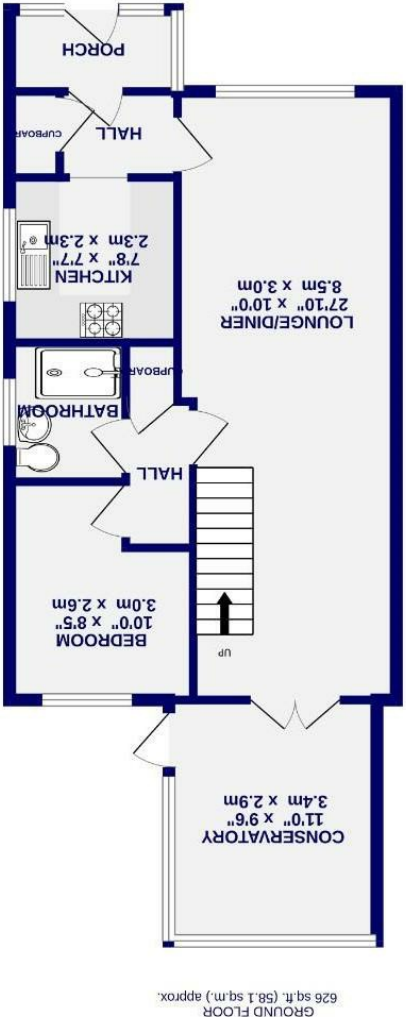 GROUND FLOOR
626 sq.ft. (58.1 sq.m.) approx.
CONSERVATORY
11'0" x 9'6"
3.4m x 2.9m
UP
BEDROOM
10'0" x 8'5"
3.0m x 2.6m
HALL
BATHROOM
CUPBOARD
LOUNGE/DINER
27'10" x 10'0"
8.5m x 3.0m
KITCHEN
7'8" x 7'7"
2.3m x 2.3m
HALL
CUPBOARD
PORCH